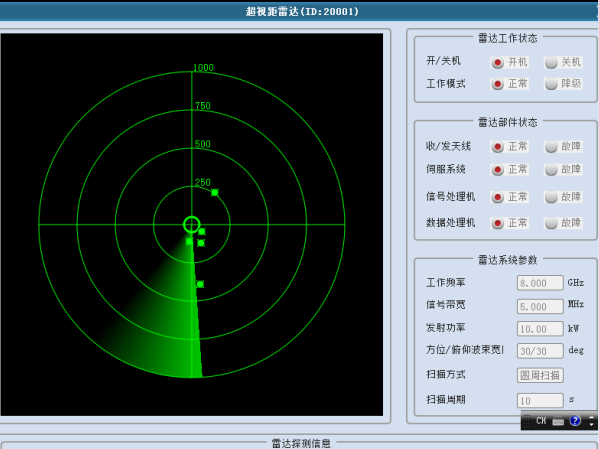 超视距雷达(ID:20001)
1000
750
500
250
雷达工作状态
开/关机 开机 关机
工作模式 正常 降级
雷达部件状态
收/发天线 正常 故障
伺服系统 正常 故障
信号处理机 正常 故障
数据处理机 正常 故障
雷达系统参数
工作频率 8.000 GHz
信号带宽 5.000 MHz
发射功率 10.00 kW
方位/俯仰波束宽 30/30 deg
扫描方式 圆周扫描
扫描周期 10 s
CH
雷达探测信息